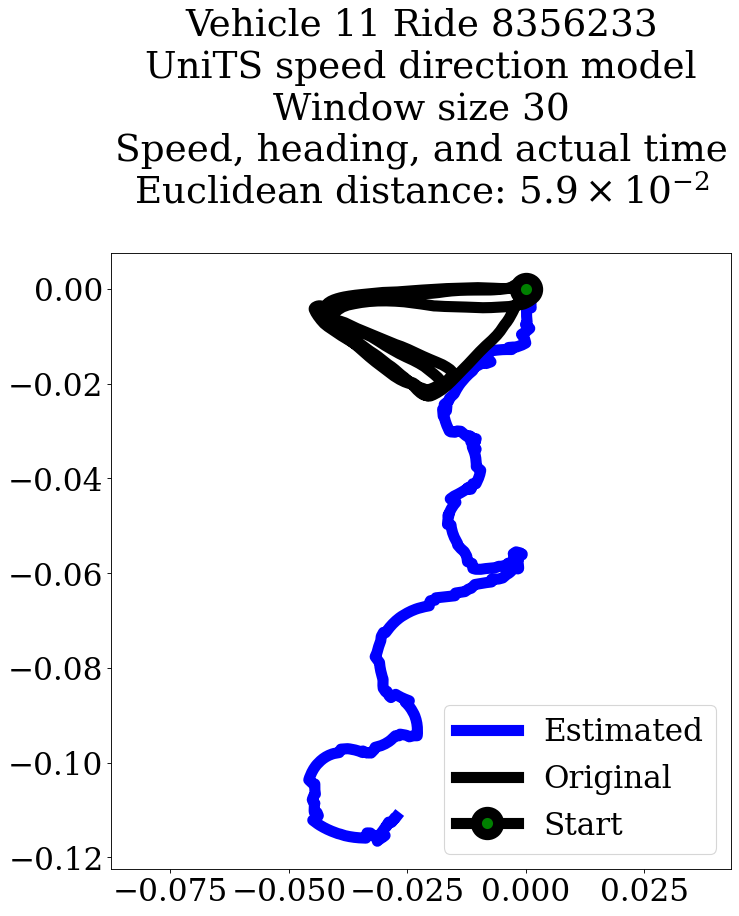 Vehicle 11 Ride 8356233
UniTS speed direction model
Window size 30
Speed, heading, and actual time
Euclidean distance: 5.9 × 10⁻²
0.00
−0.02
−0.04
−0.06
−0.08
−0.10
−0.12
Estimated
Original
Start
−0.075 −0.050 −0.025 0.000 0.025